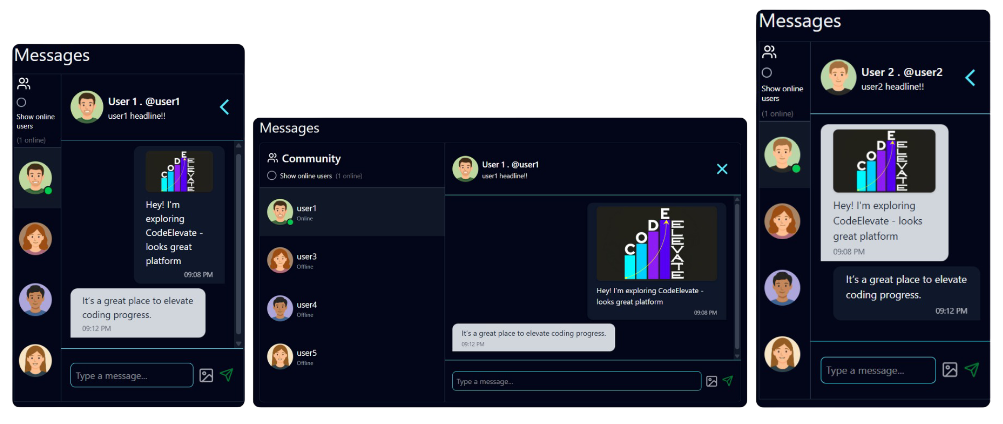 Messages
Show online
users
(1 online)
User 1 . @user1
user1 headline!!
CODE
ELEVATE
Hey! I'm
exploring
CodeElevate -
looks great
platform
09:08 PM
It's a great place to elevate
coding progress.
09:12 PM
Type a message...
Messages
Community
Show online users (1 online)
user1
Online
user3
Offline
user4
Offline
user5
Offline
User 1 . @user1
user1 headline!!
CODE
ELEVATE
Hey! I'm exploring CodeElevate -
looks great platform
09:08 PM
It's a great place to elevate coding progress.
09:12 PM
Type a message...
Messages
Show online
users
(1 online)
User 2 . @user2
user2 headline!!
CODE
ELEVATE
Hey! I'm exploring
CodeElevate - looks
great platform
09:08 PM
It's a great place to elevate
coding progress.
09:12 PM
Type a message...